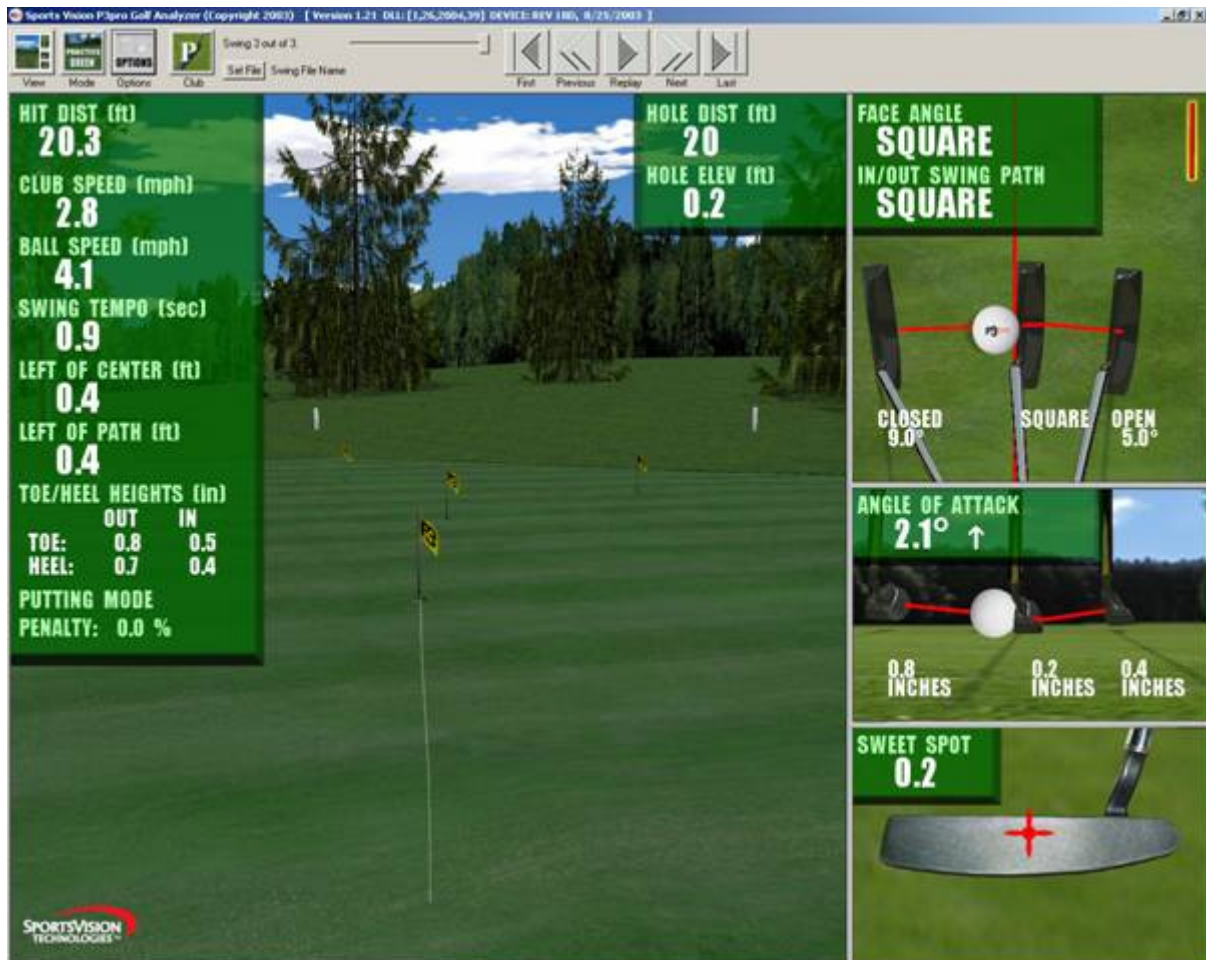 Sports Vision P3pro Golf Analyzer (Copyright 2003) - [ Version 1.21 DLL: [1,26,2004,39] DEVICE: REV 18D, 8/25/2003 ]
Swing 3 out of 3.
PRACTICE GREEN
OPTIONS
P
Set File Swing File Name
View Mode Options Club First Previous Replay Next Last
HIT DIST (ft)
20.3
CLUB SPEED (mph)
2.8
BALL SPEED (mph)
4.1
SWING TEMPO (sec)
0.9
LEFT OF CENTER (ft)
0.4
LEFT OF PATH (ft)
0.4
TOE/HEEL HEIGHTS (in)
OUT IN
TOE: 0.8 0.5
HEEL: 0.7 0.4
PUTTING MODE
PENALTY: 0.0 %
HOLE DIST (ft)
20
HOLE ELEV (ft)
0.2
P3
SPORTSVISION
TECHNOLOGIES™
FACE ANGLE
SQUARE
IN/OUT SWING PATH
SQUARE
CLOSED SQUARE OPEN
9.0° 5.0°
ANGLE OF ATTACK
2.1° ↑
0.8 0.2 0.4
INCHES INCHES INCHES
SWEET SPOT
0.2